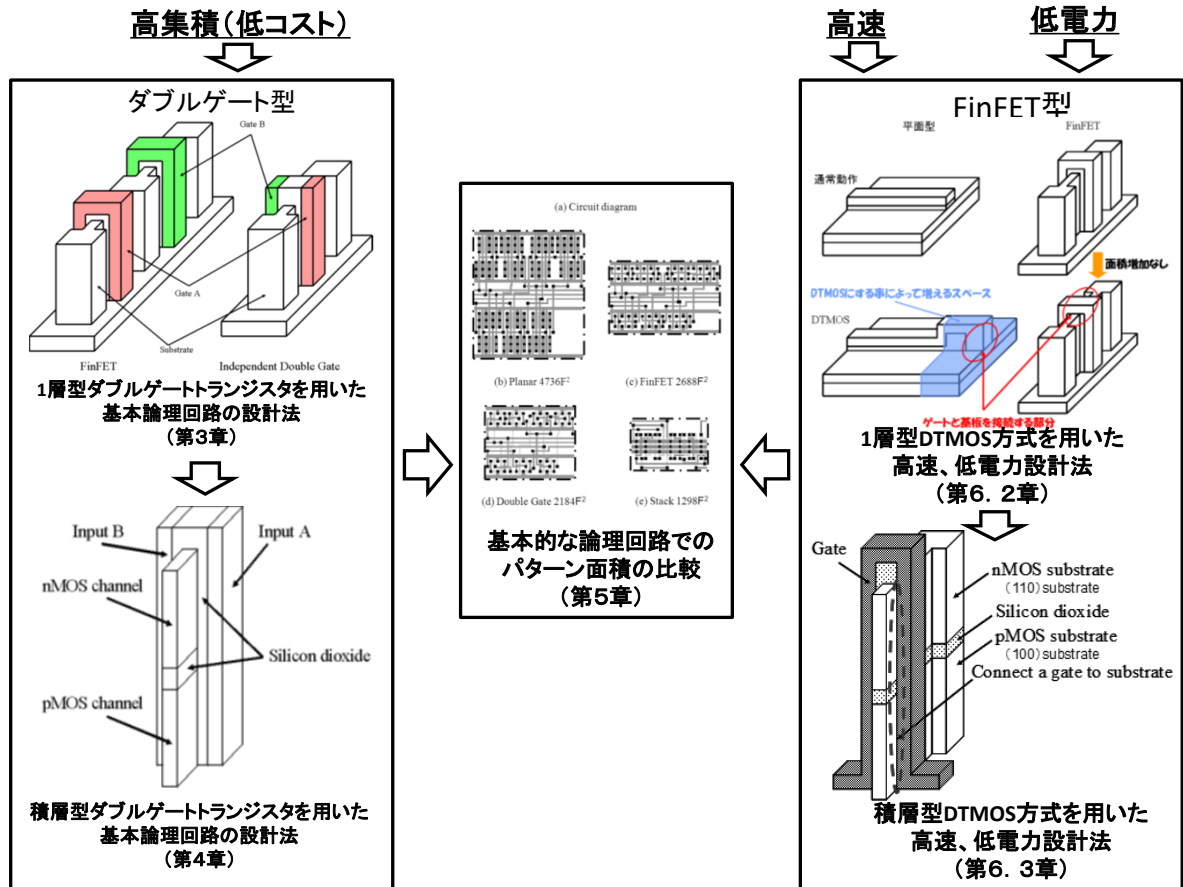 高集積（低コスト）
ダブルゲート型
Gate B
Gate A
Substrate
FinFET
Independent Double Gate
1層型ダブルゲートトランジスタを用いた
基本論理回路の設計法
（第３章）
Input B
Input A
nMOS channel
Silicon dioxide
pMOS channel
積層型ダブルゲートトランジスタを用いた
基本論理回路の設計法
（第４章）
(a) Circuit diagram
(b) Planar 4736F²
(c) FinFET 2688F²
(d) Double Gate 2184F²
(e) Stack 1298F²
基本的な論理回路での
パターン面積の比較
（第５章）
高速
低電力
FinFET型
平面型
FinFET
通常動作
面積増加なし
DTMOSにする事によって増えるスペース
DTMOS
ゲートと基板を接続する部分
1層型DTMOS方式を用いた
高速、低電力設計法
（第６．２章）
Gate
nMOS substrate
（110）substrate
Silicon dioxide
pMOS substrate
（100）substrate
Connect a gate to substrate
積層型DTMOS方式を用いた
高速、低電力設計法
（第６．３章）